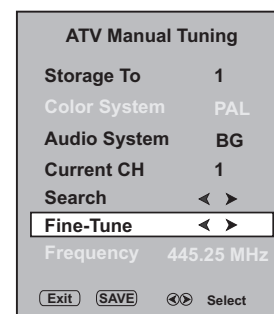 ATV Manual Tuning
Storage To 1
Color System PAL
Audio System BG
Current CH 1
Search
Fine-Tune
Frequency 445.25 MHz
Exit SAVE Select